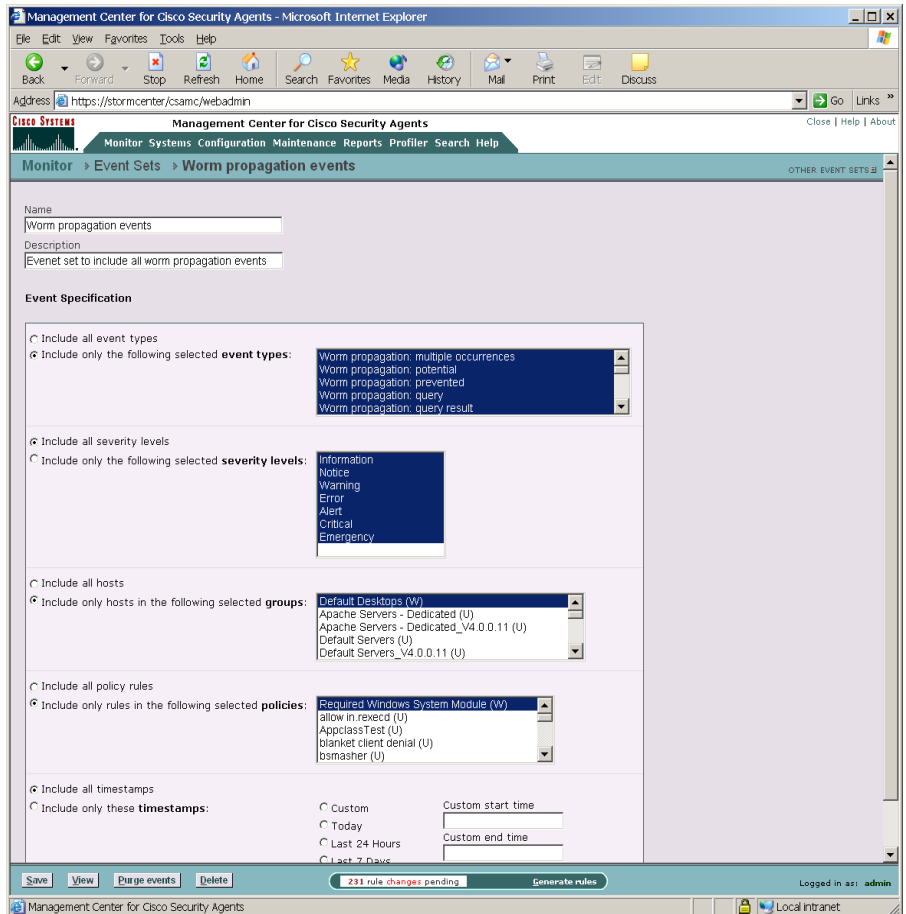 Management Center for Cisco Security Agents - Microsoft Internet Explorer
File Edit View Favorites Tools Help
Back Forward Stop Refresh Home Search Favorites Media History Mail Print Edit Discuss
Address https://stormcenter/csamc/webadmin Go Links »
CISCO SYSTEMS Management Center for Cisco Security Agents Close | Help | About
Monitor Systems Configuration Maintenance Reports Profiler Search Help
Monitor > Event Sets > Worm propagation events OTHER EVENT SETS
Name
Worm propagation events
Description
Evenet set to include all worm propagation events
Event Specification
Include all event types
Include only the following selected event types:
Worm propagation: multiple occurrences
Worm propagation: potential
Worm propagation: prevented
Worm propagation: query
Worm propagation: query result
Include all severity levels
Include only the following selected severity levels:
Information
Notice
Warning
Error
Alert
Critical
Emergency
Include all hosts
Include only hosts in the following selected groups:
Default Desktops (W)
Apache Servers - Dedicated (U)
Apache Servers - Dedicated_V4.0.0.11 (U)
Default Servers (U)
Default Servers_V4.0.0.11 (U)
Include all policy rules
Include only rules in the following selected policies:
Required Windows System Module (W)
allow in.rexecd (U)
AppclassTest (U)
blanket client denial (U)
bsmasher (U)
Include all timestamps
Include only these timestamps:
Custom
Today
Last 24 Hours
Last 7 Days
Custom start time
Custom end time
Save View Purge events Delete 231 rule changes pending Generate rules Logged in as: admin
Management Center for Cisco Security Agents Local intranet